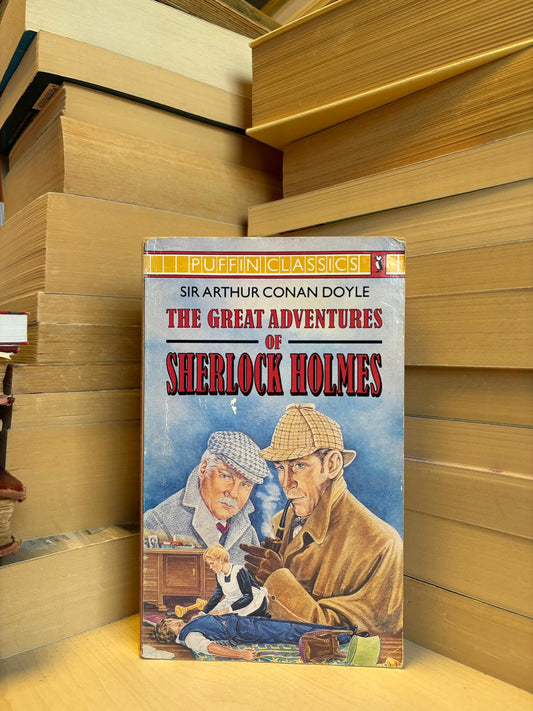 PUFFIN CLASSICS
SIR ARTHUR CONAN DOYLE
THE GREAT ADVENTURES
OF
SHERLOCK HOLMES